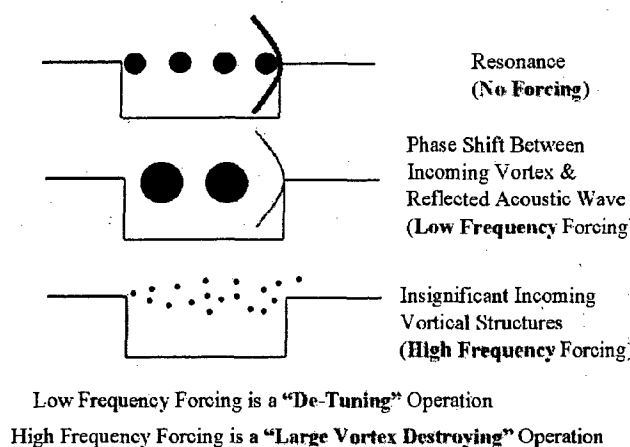 Resonance
(No Forcing)
Phase Shift Between
Incoming Vortex &
Reflected Acoustic Wave
(Low Frequency Forcing)
Insignificant Incoming
Vortical Structures
(High Frequency Forcing)
Low Frequency Forcing is a “De-Tuning” Operation
High Frequency Forcing is a “Large Vortex Destroying” Operation